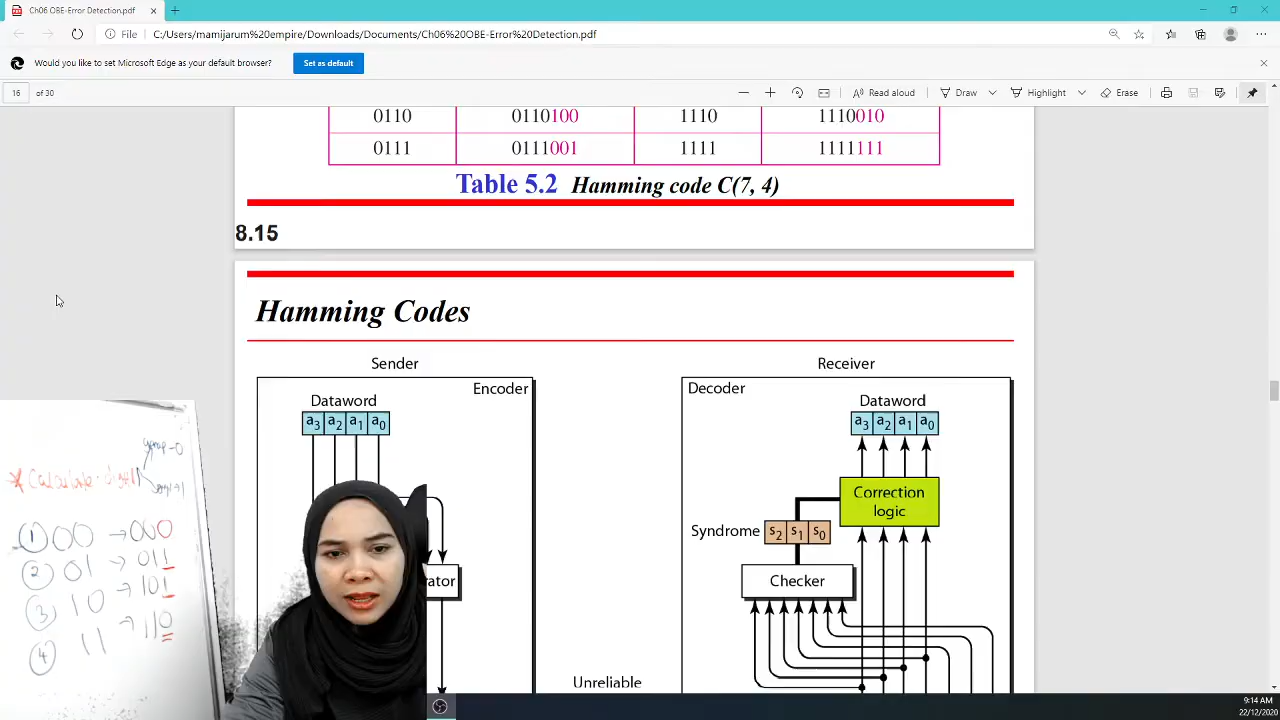 Ch06 OBE-Error Detection.pdf
File C:/Users/mamijarum%20empire/Downloads/Documents/Ch06%20OBE-Error%20Detection.pdf
Would you like to set Microsoft Edge as your default browser? Set as default
16 of 30 Read aloud Draw Highlight Erase
0110 0110100 1110 1110010
0111 0111001 1111 1111111
Table 5.2 Hamming code C(7, 4)
8.15
Hamming Codes
Sender Receiver
Encoder Decoder
Dataword Dataword
a3 a2 a1 a0 a3 a2 a1 a0
Correction
logic
Syndrome s2 s1 s0
ator Checker
Unreliable
1 00 → 000
2 01 → 011
3 10 → 101
4 11 → 110
9:14 AM
22/12/2020